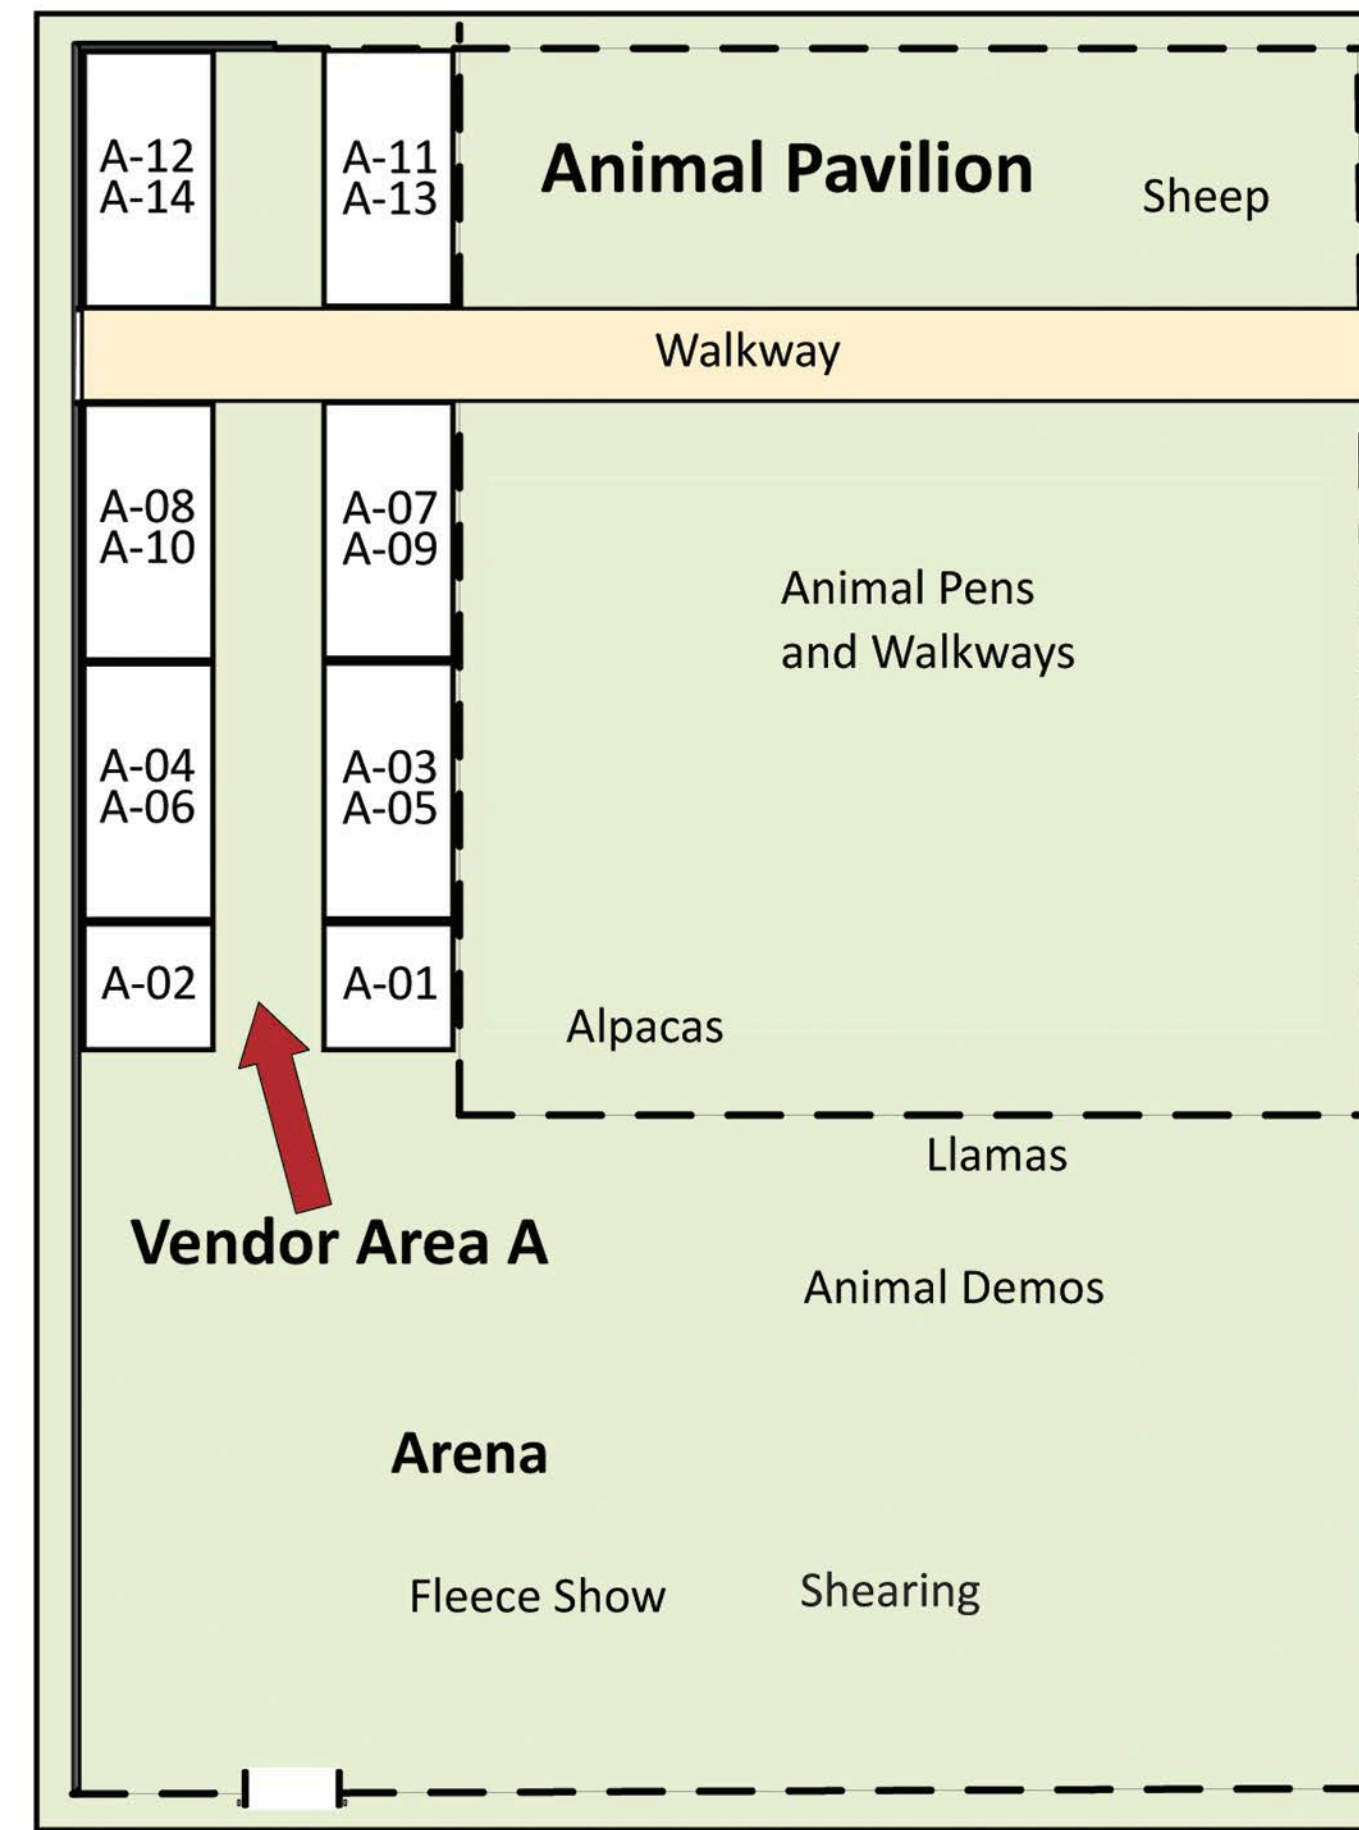 A-12
A-14
A-11
A-13
Animal Pavilion
Sheep
Walkway
A-08
A-10
A-07
A-09
Animal Pens
and Walkways
A-04
A-06
A-03
A-05
A-02
A-01
Alpacas
Llamas
Vendor Area A
Animal Demos
Arena
Fleece Show
Shearing